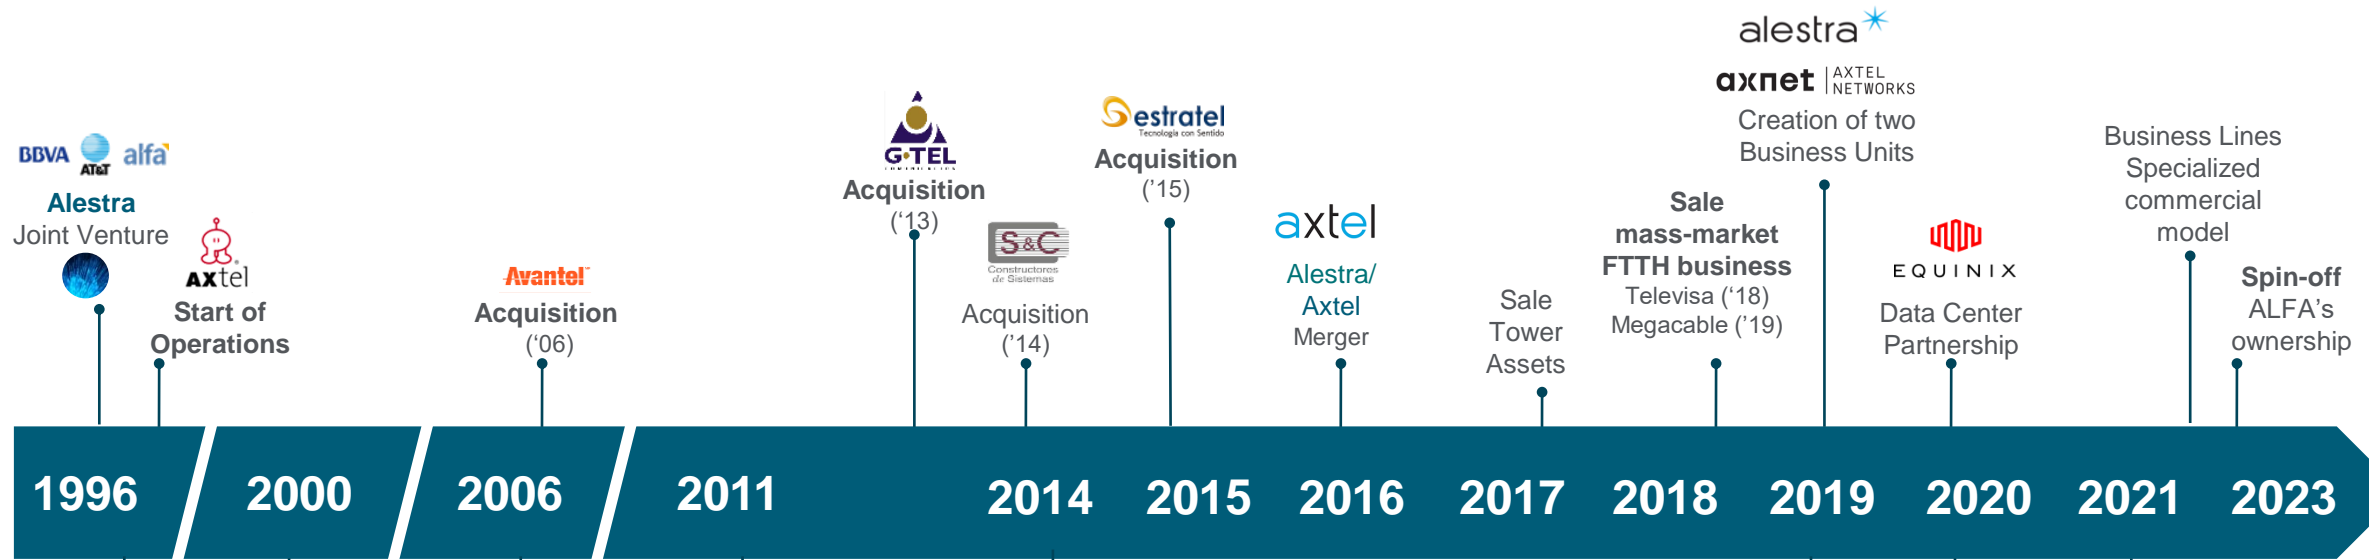 BBVA
AT&T
alfa
Alestra
Joint Venture
axtel
Start of
Operations
Avantel
Acquisition
(‘06)
G•TEL
Acquisition
(‘13)
S&C
Constructores
de Sistemas
Acquisition
(’14)
estratel
Tecnología con Sentido
Acquisition
(’15)
axtel
Alestra/
Axtel
Merger
Sale
Tower
Assets
Sale
mass-market
FTTH business
Televisa (‘18)
Megacable (’19)
alestra
axnet | AXTEL
NETWORKS
Creation of two
Business Units
EQUINIX
Data Center
Partnership
Business Lines
Specialized
commercial
model
Spin-off
ALFA’s
ownership
1996
2000
2006
2011
2014
2015
2016
2017
2018
2019
2020
2021
2023